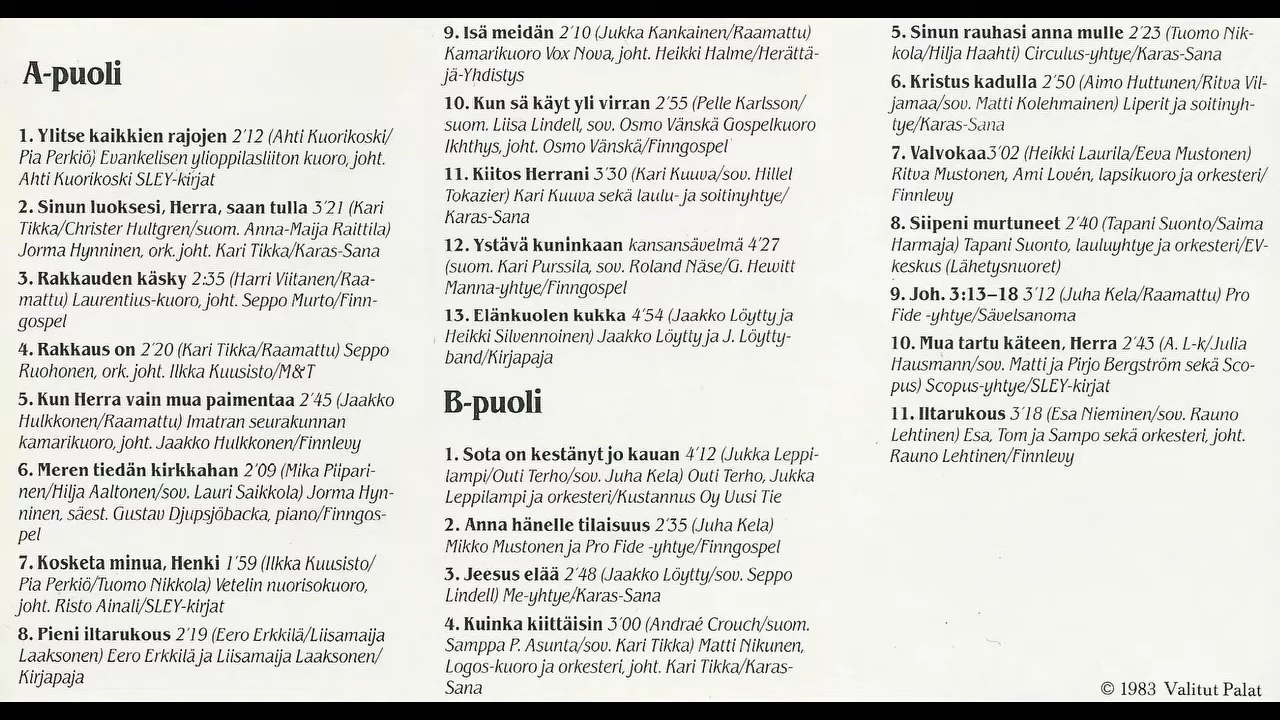 A-puoli
1. Ylitse kaikkien rajojen 2'12 (Ahti Kuorikoski/
Pia Perkiö) Evankelisen ylioppilasliiton kuoro, joht.
Ahti Kuorikoski SLEY-kirjat
2. Sinun luoksesi, Herra, saan tulla 3'21 (Kari
Tikka/Christer Hultgren/suom. Anna-Maija Raittila)
Jorma Hynninen, ork. joht. Kari Tikka/Karas-Sana
3. Rakkauden käsky 2:35 (Harri Viitanen/Raa-
mattu) Laurentius-kuoro, joht. Seppo Murto/Finn-
gospel
4. Rakkaus on 2'20 (Kari Tikka/Raamattu) Seppo
Ruohonen, ork. joht. Ilkka Kuusisto/M&T
5. Kun Herra vain mua paimentaa 2'45 (Jaakko
Hulkkonen/Raamattu) Imatran seurakunnan
kamarikuoro, joht. Jaakko Hulkkonen/Finnlevy
6. Meren tiedän kirkkahan 2'09 (Mika Piipari-
nen/Hilja Aaltonen/sov. Lauri Saikkola) Jorma Hyn-
ninen, säest. Gustav Djupsjöbacka, piano/Finngos-
pel
7. Kosketa minua, Henki 1'59 (Ilkka Kuusisto/
Pia Perkiö/Tuomo Nikkola) Vetelin nuorisokuoro,
joht. Risto Ainali/SLEY-kirjat
8. Pieni iltarukous 2'19 (Eero Erkkilä/Liisamaija
Laaksonen) Eero Erkkilä ja Liisamaija Laaksonen/
Kirjapaja
9. Isä meidän 2'10 (Jukka Kankainen/Raamattu)
Kamarikuoro Vox Nova, joht. Heikki Halme/Herättä-
jä-Yhdistys
10. Kun sä käyt yli virran 2'55 (Pelle Karlsson/
suom. Liisa Lindell, sov. Osmo Vänskä Gospelkuoro
Ikhthys, joht. Osmo Vänskä/Finngospel
11. Kiitos Herrani 3'30 (Kari Kuuva/sov. Hillel
Tokazier) Kari Kuuva sekä laulu- ja soitinyhtye/
Karas-Sana
12. Ystävä kuninkaan kansansävelmä 4'27
(suom. Kari Purssila, sov. Roland Näse/G. Hewitt
Manna-yhtye/Finngospel
13. Elänkuolen kukka 4'54 (Jaakko Löytty ja
Heikki Silvennoinen) Jaakko Löytty ja J. Löytty-
band/Kirjapaja
B-puoli
1. Sota on kestänyt jo kauan 4'12 (Jukka Leppi-
lampi/Outi Terho/sov. Juha Kela) Outi Terho, Jukka
Leppilampi ja orkesteri/Kustannus Oy Uusi Tie
2. Anna hänelle tilaisuus 2'35 (Juha Kela)
Mikko Mustonen ja Pro Fide -yhtye/Finngospel
3. Jeesus elää 2'48 (Jaakko Löytty/sov. Seppo
Lindell) Me-yhtye/Karas-Sana
4. Kuinka kiittäisin 3'00 (Andraé Crouch/suom.
Samppa P. Asunta/sov. Kari Tikka) Matti Nikunen,
Logos-kuoro ja orkesteri, joht. Kari Tikka/Karas-
Sana
5. Sinun rauhasi anna mulle 2'23 (Tuomo Nik-
kola/Hilja Haahti) Circulus-yhtye/Karas-Sana
6. Kristus kadulla 2'50 (Aimo Huttunen/Ritva Vil-
jamaa/sov. Matti Kolehmainen) Liperit ja soitinyh-
tye/Karas-Sana
7. Valvokaa3'02 (Heikki Laurila/Eeva Mustonen)
Ritva Mustonen, Ami Lovén, lapsikuoro ja orkesteri/
Finnlevy
8. Siipeni murtuneet 2'40 (Tapani Suonto/Saima
Harmaja) Tapani Suonto, lauluyhtye ja orkesteri/EV-
keskus (Lähetysnuoret)
9. Joh. 3:13–18 3'12 (Juha Kela/Raamattu) Pro
Fide -yhtye/Sävelsanoma
10. Mua tartu käteen, Herra 2'43 (A. L-k/Julia
Hausmann/sov. Matti ja Pirjo Bergström sekä Sco-
pus) Scopus-yhtye/SLEY-kirjat
11. Iltarukous 3'18 (Esa Nieminen/sov. Rauno
Lehtinen) Esa, Tom ja Sampo sekä orkesteri, joht.
Rauno Lehtinen/Finnlevy
© 1983 Valitut Palat